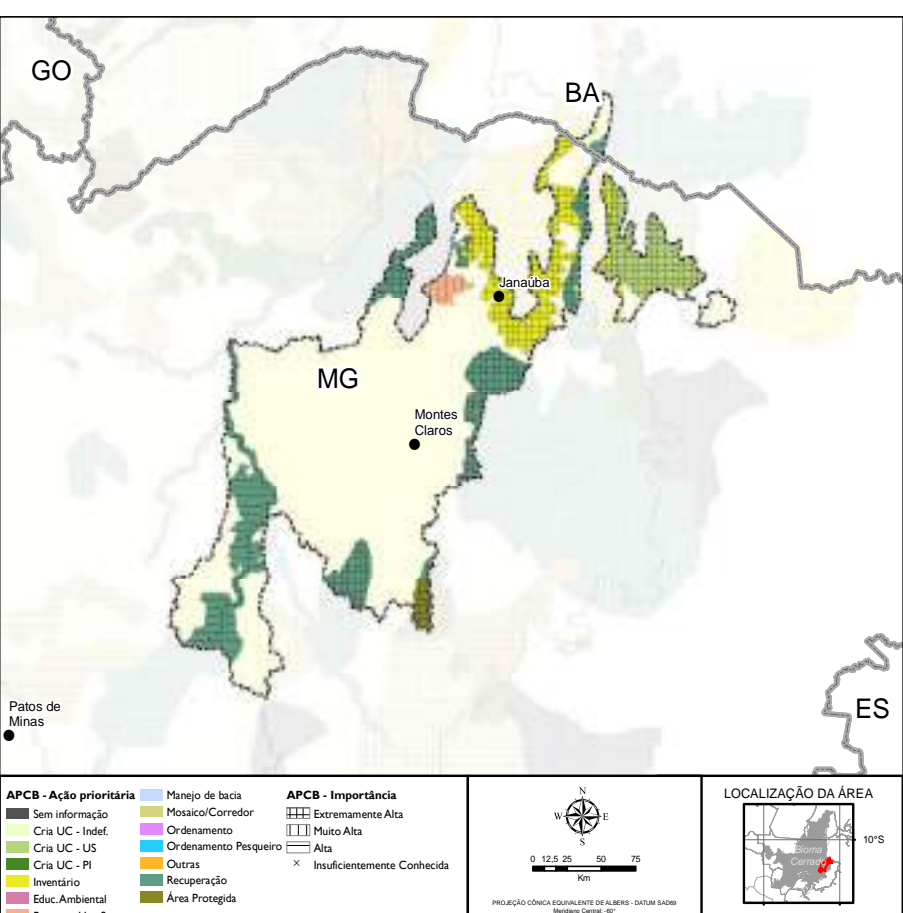 GO
BA
Janaúba
MG
Montes
Claros
Patos de
Minas
ES
APCB - Ação prioritária
Sem informação
Cria UC - Indef.
Cria UC - US
Cria UC - PI
Inventário
Educ.Ambiental
Manejo de bacia
Mosaico/Corredor
Ordenamento
Ordenamento Pesqueiro
Outras
Recuperação
Área Protegida
APCB - Importância
Extremamente Alta
Muito Alta
Alta
Insuficientemente Conhecida
N
W E
S
0 12,5 25 50 75
Km
PROJEÇÃO CÔNICA EQUIVALENTE DE ALBERS - DATUM SAD69
Meridiano Central: -60°
LOCALIZAÇÃO DA ÁREA
Bioma
Cerrado
10°S